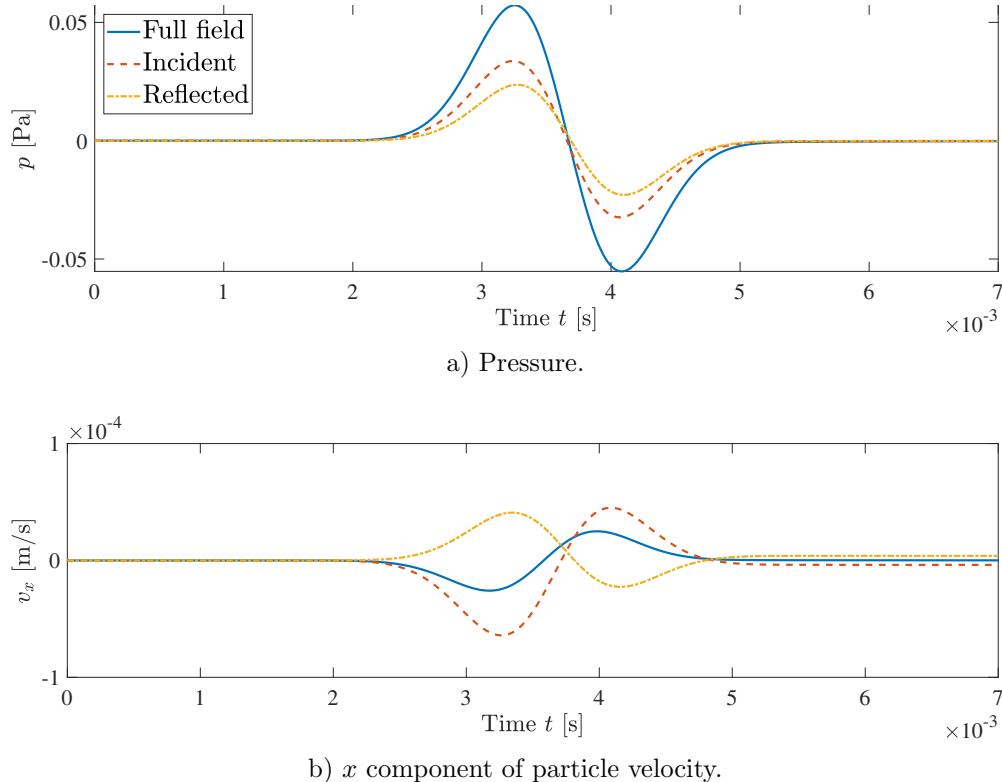 0.05
Full field
Incident
Reflected
p [Pa]
0
-0.05
0 1 2 3 4 5 6 7
Time t [s]
×10⁻³
a) Pressure.
×10⁻⁴
1
v_x [m/s]
0
-1
0 1 2 3 4 5 6 7
Time t [s]
×10⁻³
b) x component of particle velocity.